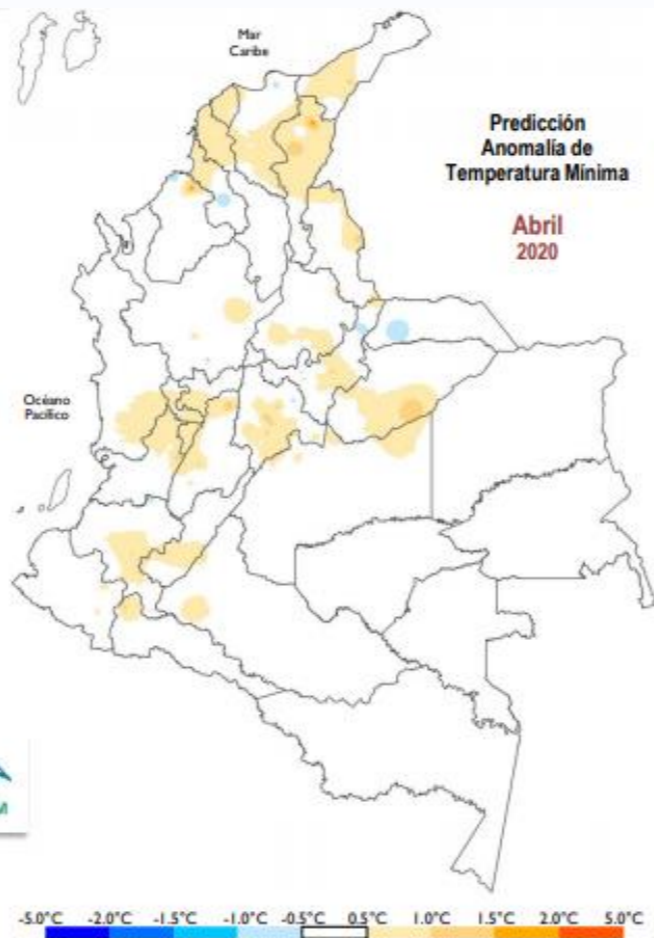 Mar
Caribe
Predicción
Anomalía de
Temperatura Mínima
Abril
2020
Océano
Pacífico
M
-5.0°C -2.0°C -1.5°C -1.0°C -0.5°C 0.5°C 1.0°C 1.5°C 2.0°C 5.0°C